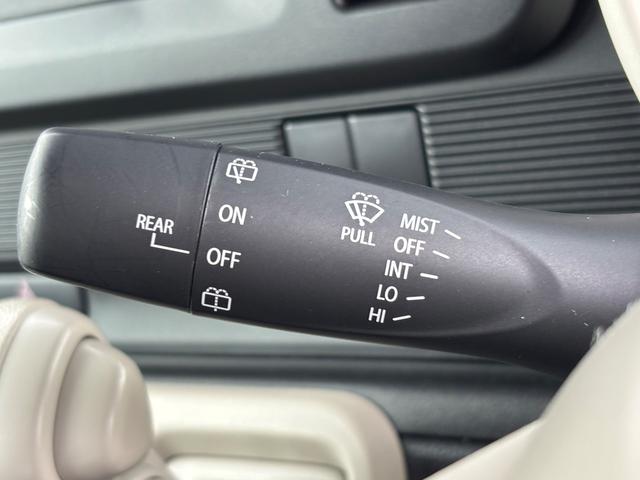 REAR
ON
OFF
PULL
MIST
OFF
INT
LO
HI